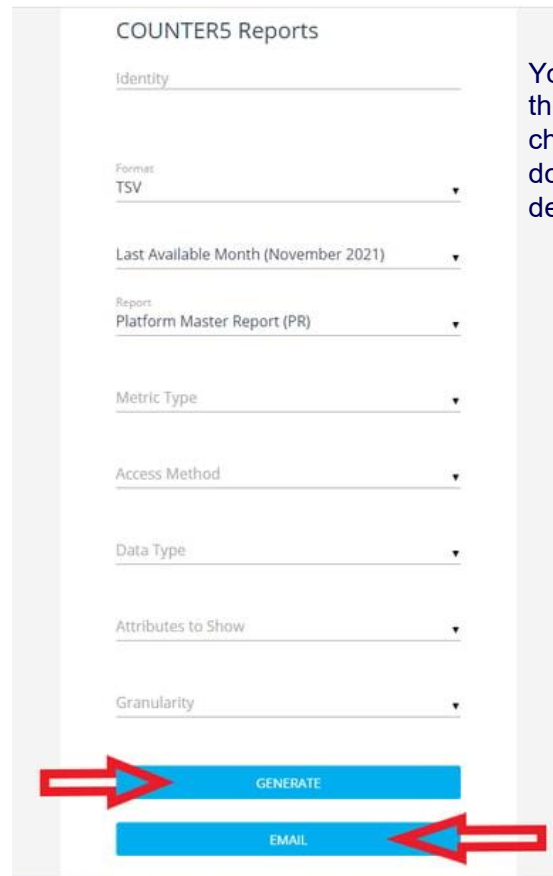 COUNTER5 Reports
Identity
Format
TSV
Last Available Month (November 2021)
Report
Platform Master Report (PR)
Metric Type
Access Method
Data Type
Attributes to Show
Granularity
GENERATE
EMAIL